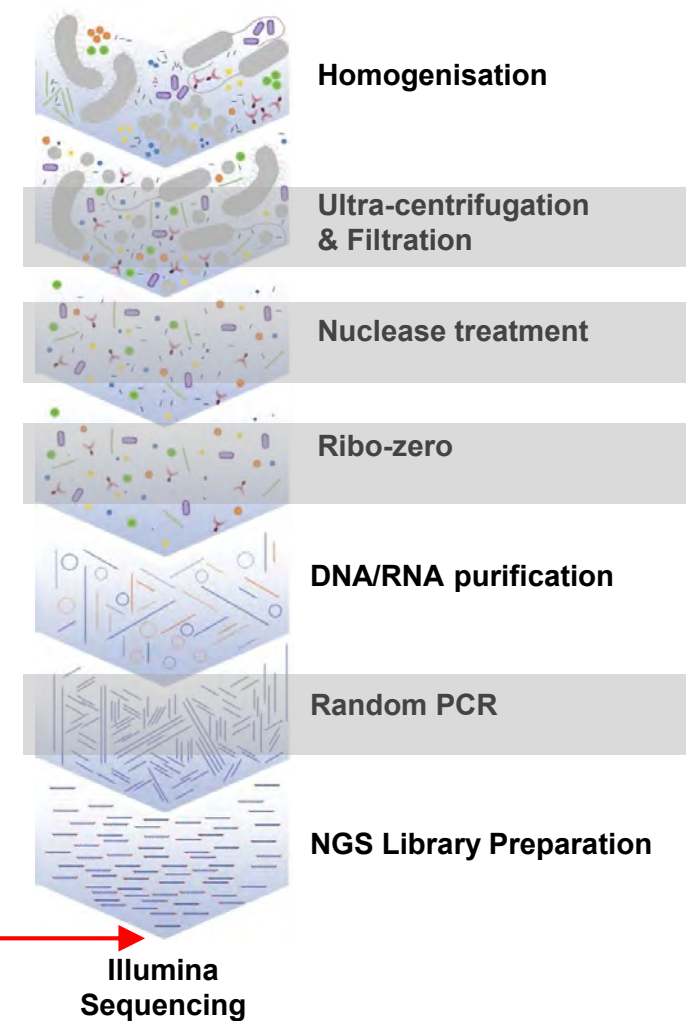 Homogenisation
Ultra-centrifugation
& Filtration
Nuclease treatment
Ribo-zero
DNA/RNA purification
Random PCR
NGS Library Preparation
Illumina
Sequencing